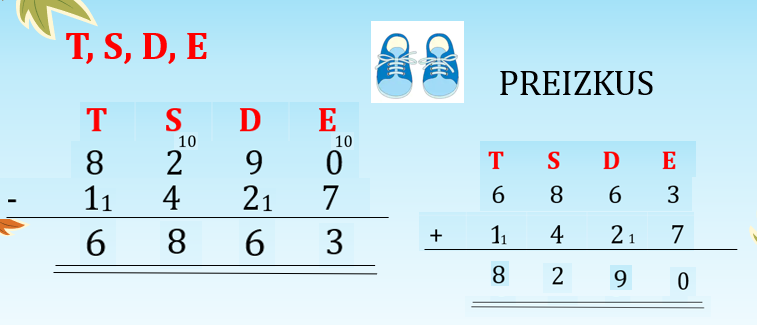 T, S, D, E
T S D E
10 10
8 2 9 0
- 1 1 4 2 1 7
6 8 6 3
PREIZKUS
T S D E
6 8 6 3
+ 1 1 4 2 1 7
8 2 9 0